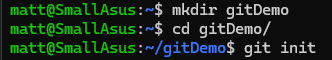 matt@SmallAsus:~$ mkdir gitDemo
matt@SmallAsus:~$ cd gitDemo/
matt@SmallAsus:~/gitDemo$ git init